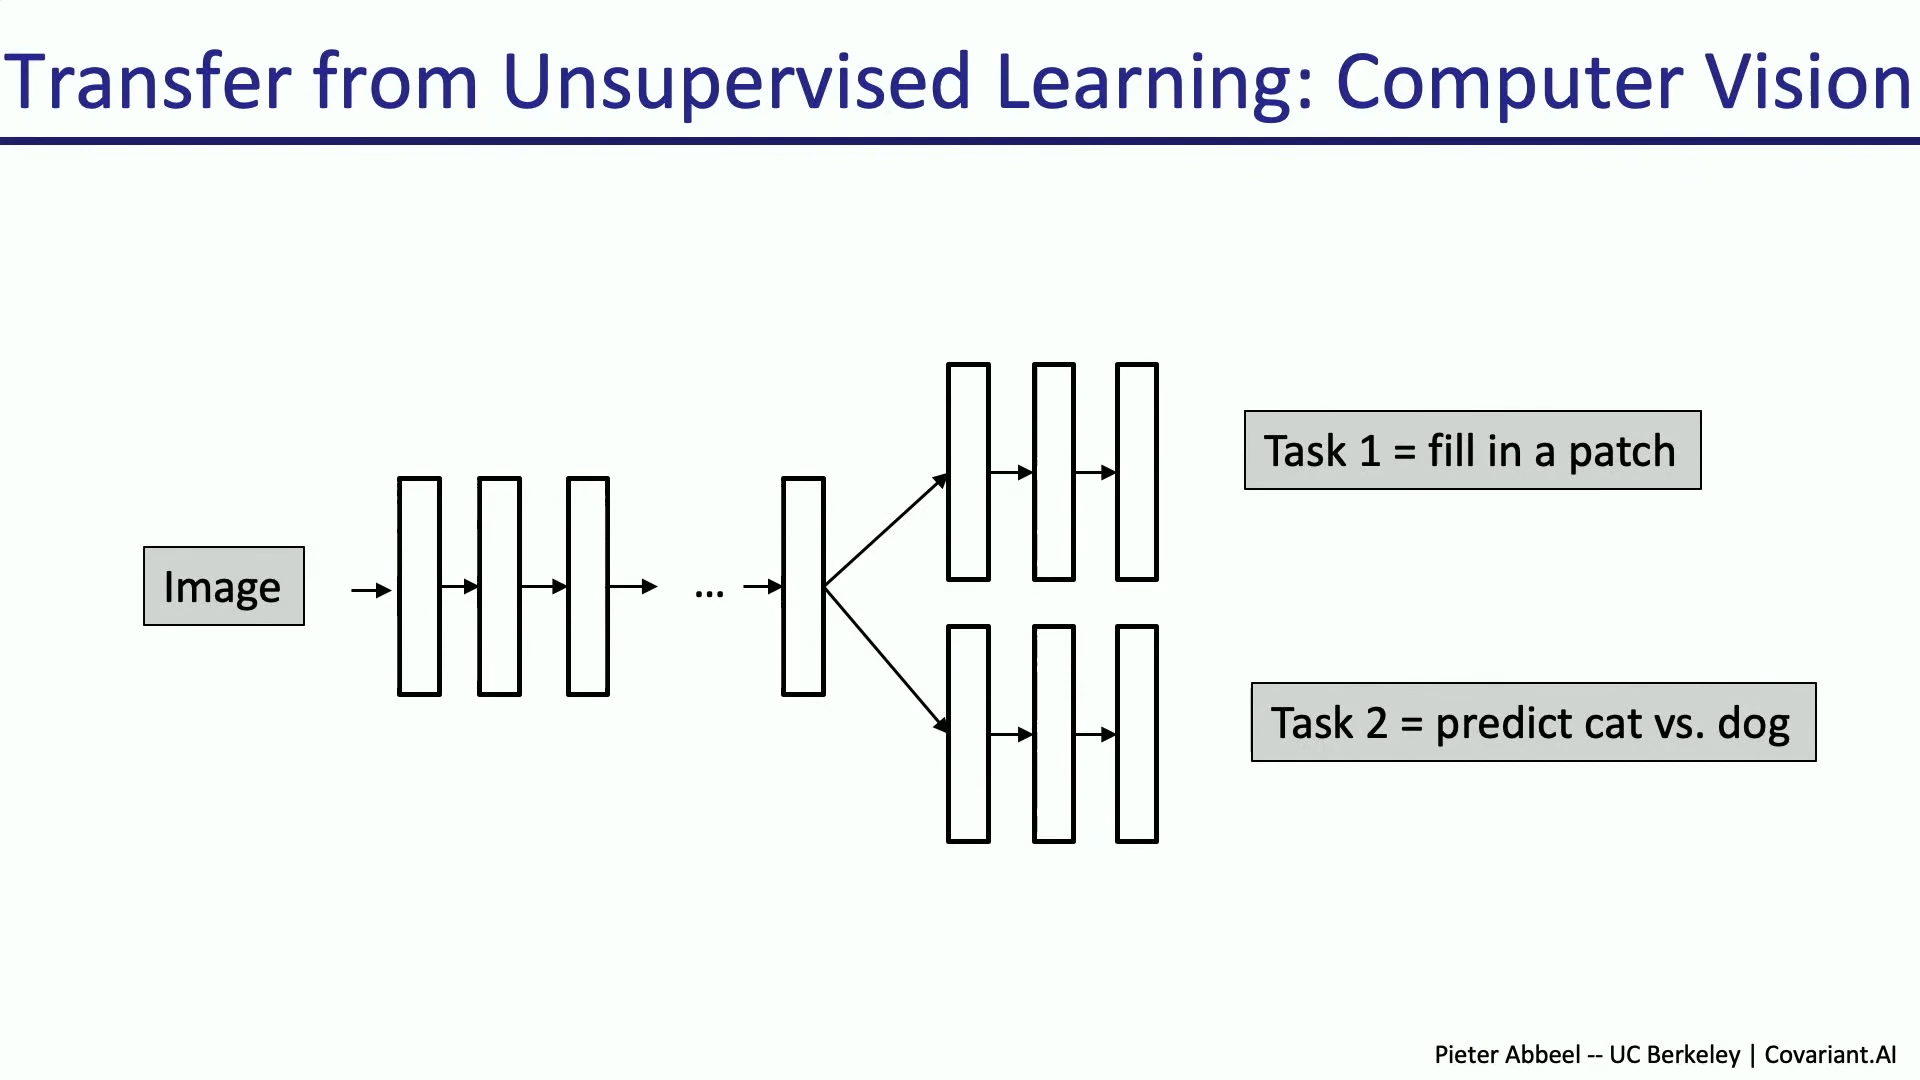 Transfer from Unsupervised Learning: Computer Vision
Task 1 = fill in a patch
Image
...
Task 2 = predict cat vs. dog
Pieter Abbeel -- UC Berkeley | Covariant.AI